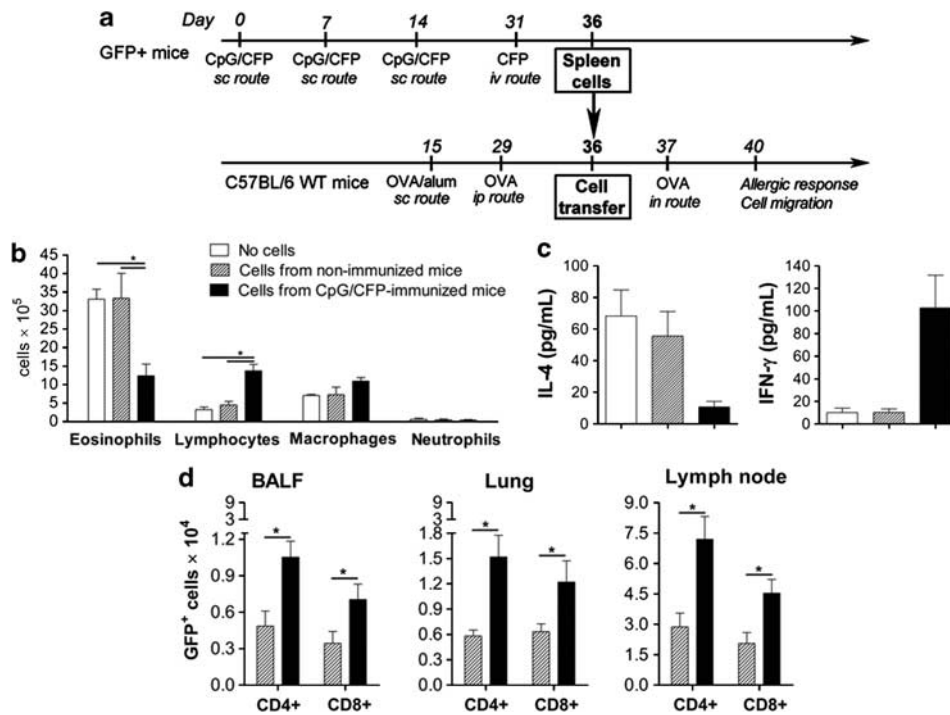 a
Day 0 7 14 31 36
GFP+ mice
CpG/CFP CpG/CFP CpG/CFP CFP Spleen
sc route sc route sc route iv route cells
15 29 36 37 40
C57BL/6 WT mice OVA/alum OVA Cell OVA Allergic response
sc route ip route transfer in route Cell migration
b
No cells
Cells from non-immunized mice
Cells from CpG/CFP-immunized mice
cells × 10⁵
45
40
35
30
25
20
15
10
5
0
* *
Eosinophils Lymphocytes Macrophages Neutrophils
c
IL-4 (pg/mL)
100
80
60
40
20
0
IFN-γ (pg/mL)
140
120
100
80
60
40
20
0
d
GFP⁺ cells × 10⁴
BALF
9
3
1.2
0.9
0.6
0.3
0.0
* *
CD4+ CD8+
Lung
9
3
1.8
1.5
1.2
0.9
0.6
0.3
0.0
* *
CD4+ CD8+
Lymph node
9.0
7.5
6.0
4.5
3.0
1.5
0.0
* *
CD4+ CD8+